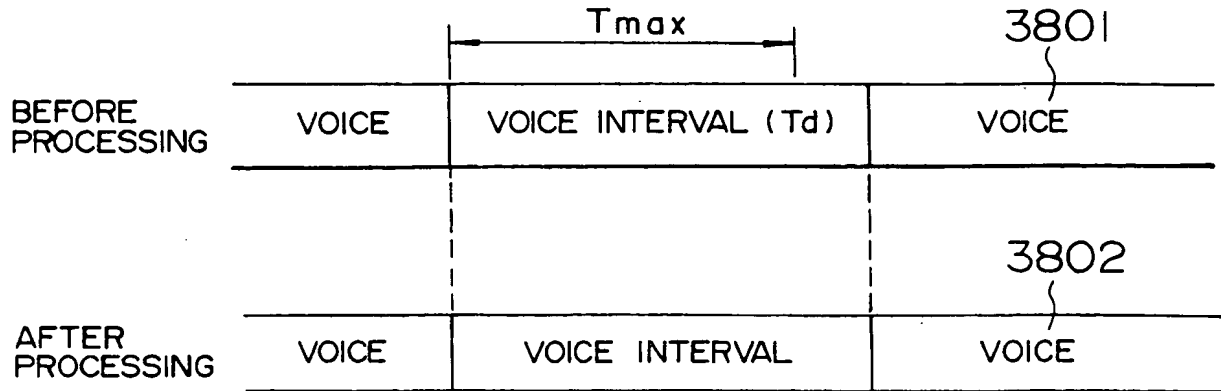 Tmax
3801
BEFORE
PROCESSING
VOICE
VOICE INTERVAL (Td)
VOICE
3802
AFTER
PROCESSING
VOICE
VOICE INTERVAL
VOICE